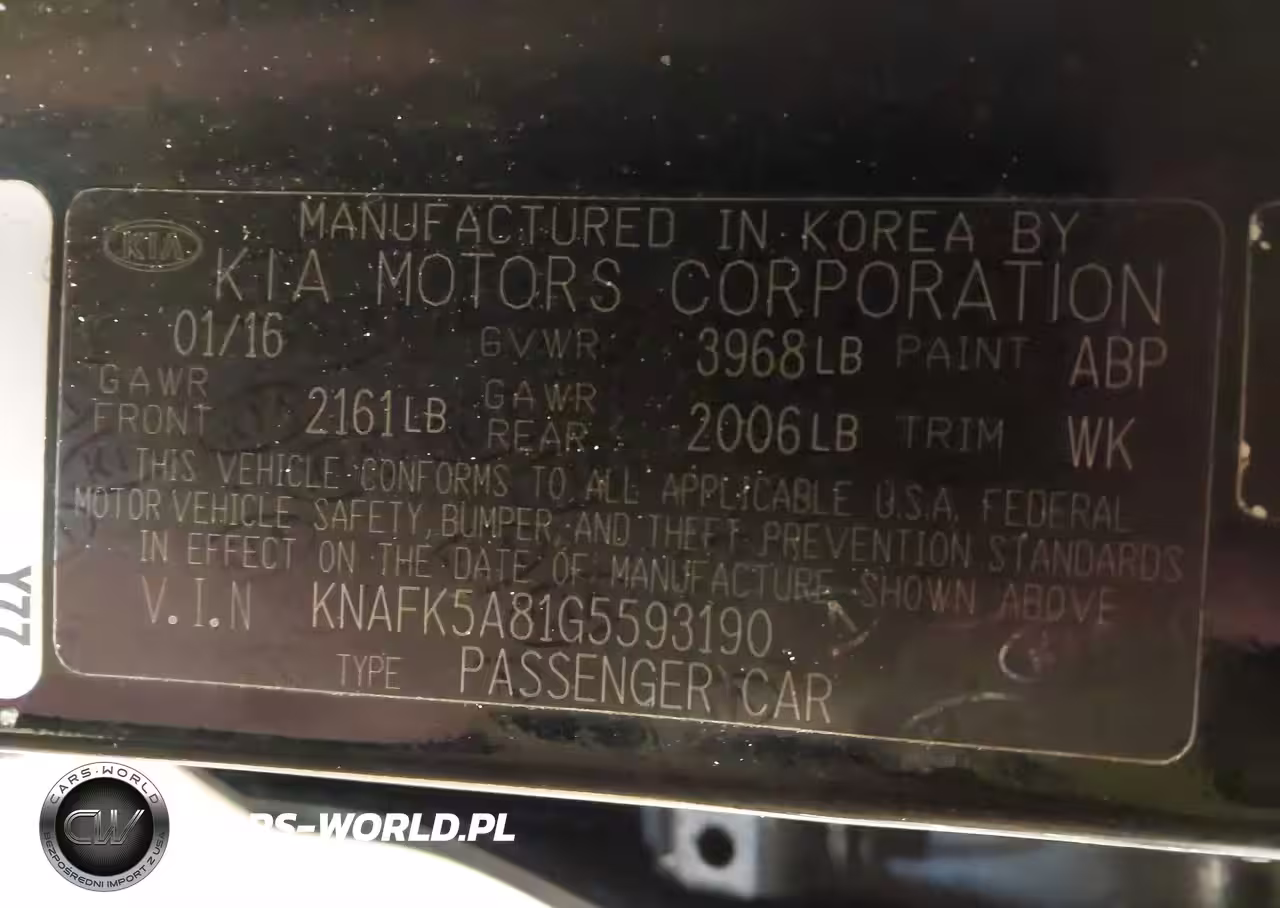 KIA
MANUFACTURED IN KOREA BY
KIA MOTORS CORPORATION
01/16 GVWR 3968LB PAINT ABP
GAWR FRONT 2161LB GAWR REAR 2006LB TRIM WK
THIS VEHICLE CONFORMS TO ALL APPLICABLE U.S.A. FEDERAL
MOTOR VEHICLE SAFETY, BUMPER, AND THEFT PREVENTION STANDARDS
IN EFFECT ON THE DATE OF MANUFACTURE SHOWN ABOVE
V.I.N KNAFK5A81G5593190
TYPE PASSENGER CAR
Y77
CARS-WORLD
CW
BEZPOŚREDNI IMPORT Z USA
CARS-WORLD.PL